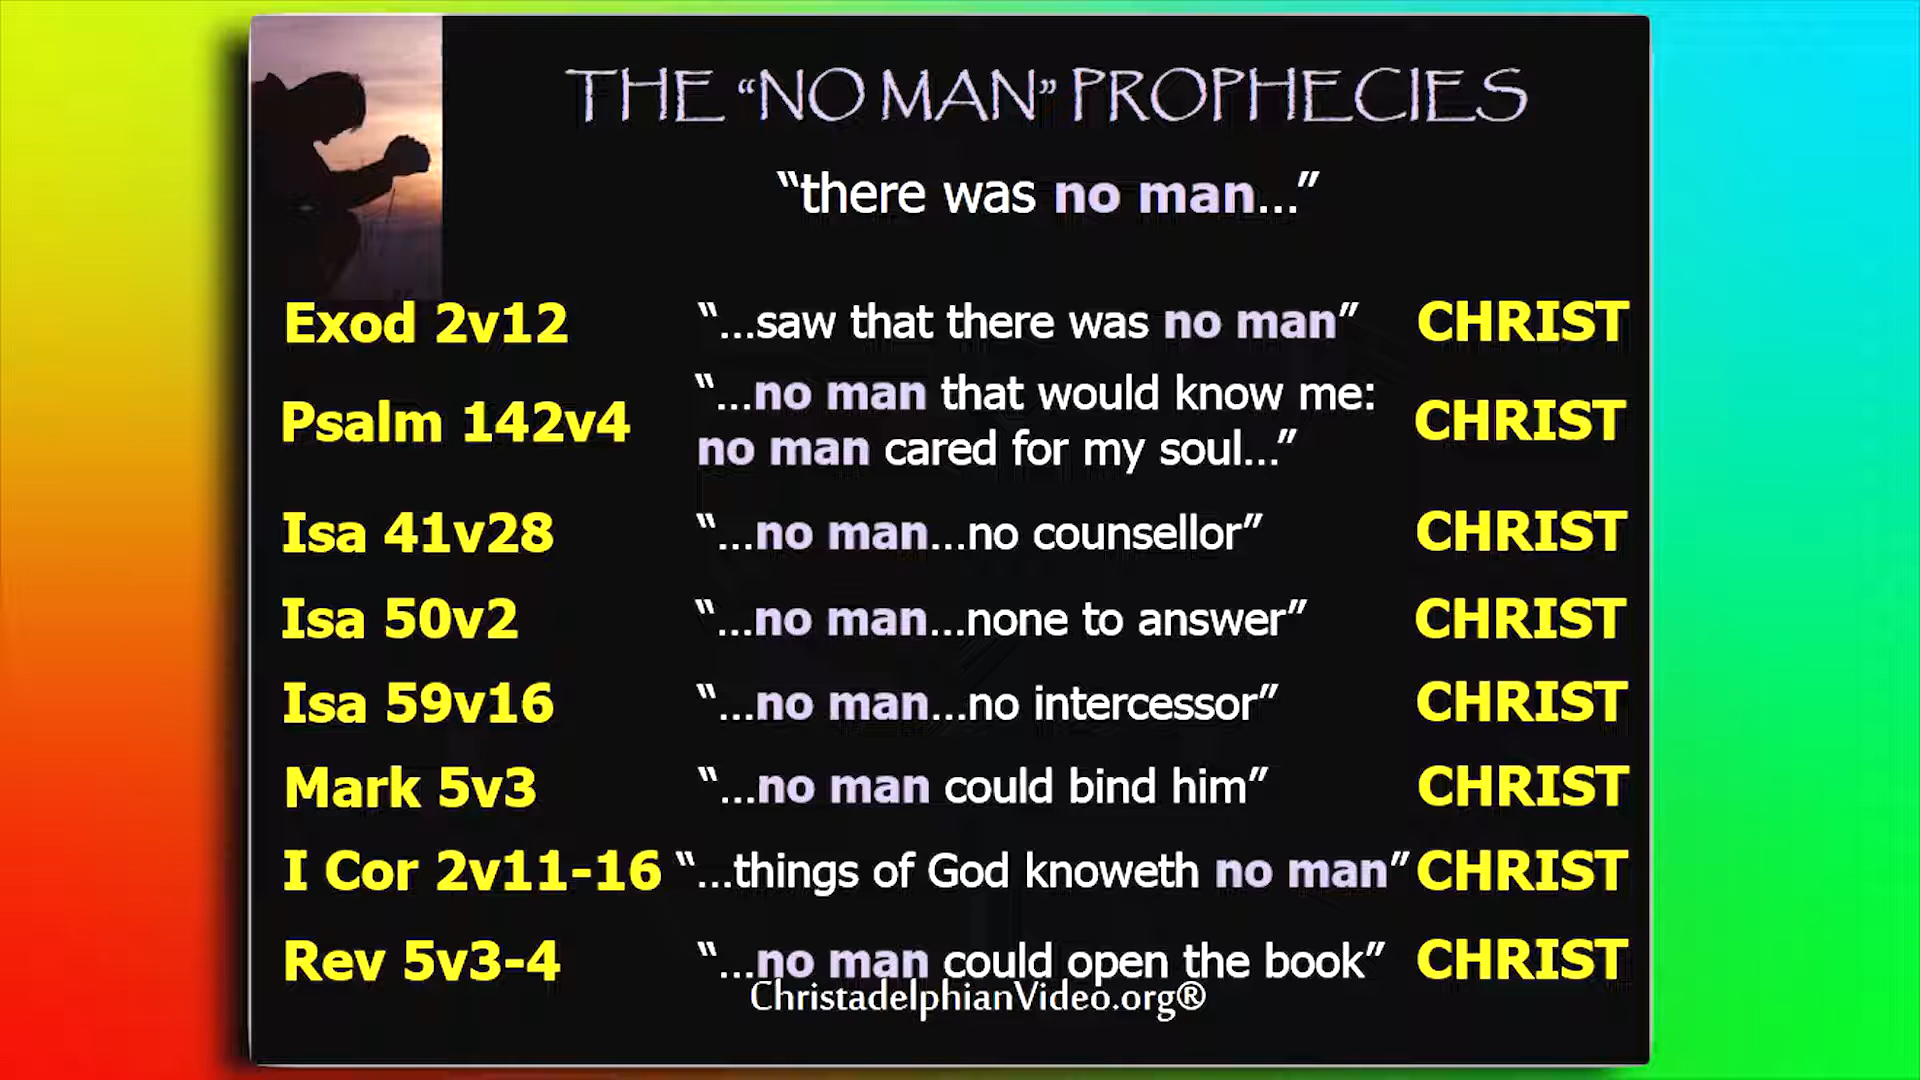 THE “NO MAN” PROPHECIES
“there was no man...”
Exod 2v12 “...saw that there was no man” CHRIST
Psalm 142v4 “...no man that would know me: no man cared for my soul...” CHRIST
Isa 41v28 “...no man...no counsellor” CHRIST
Isa 50v2 “...no man...none to answer” CHRIST
Isa 59v16 “...no man...no intercessor” CHRIST
Mark 5v3 “...no man could bind him” CHRIST
I Cor 2v11-16 “...things of God knoweth no man” CHRIST
Rev 5v3-4 “...no man could open the book” CHRIST
ChristadelphianVideo.org®